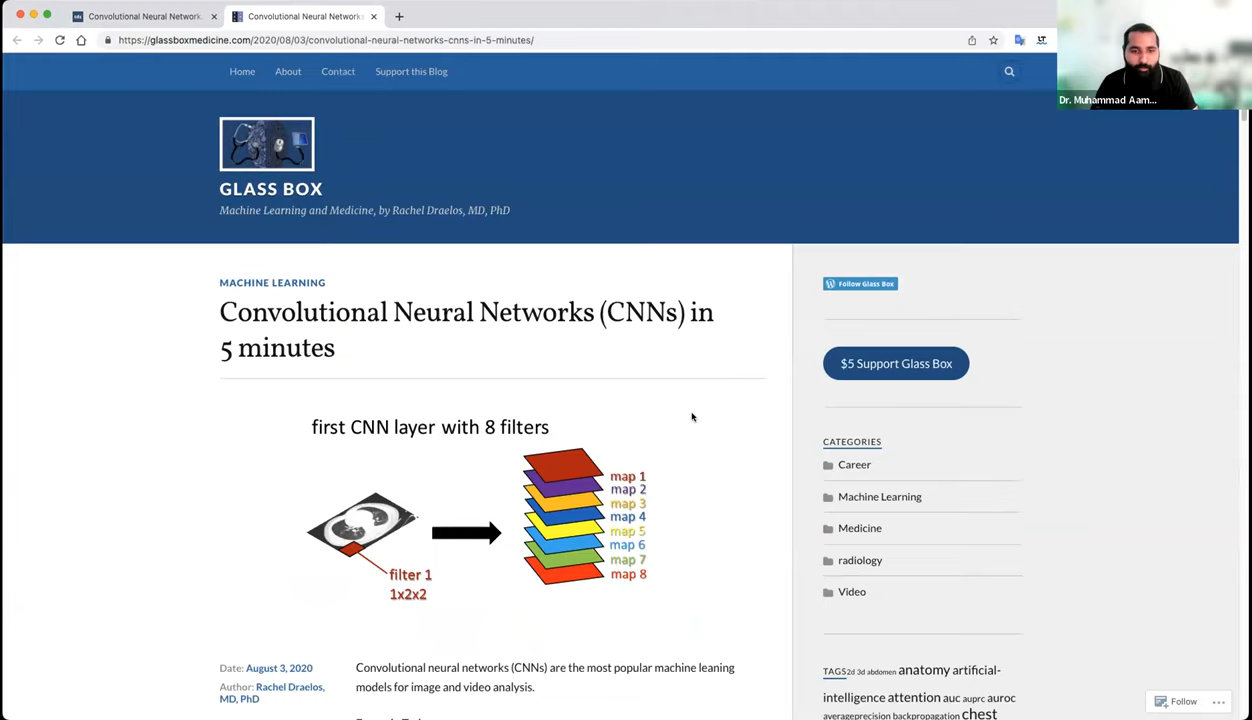 Convolutional Neural Network.
Convolutional Neural Networks
https://glassboxmedicine.com/2020/08/03/convolutional-neural-networks-cnns-in-5-minutes/
Dr. Muhammad Aam...
Home About Contact Support this Blog
GLASS BOX
Machine Learning and Medicine, by Rachel Draelos, MD, PhD
MACHINE LEARNING
Convolutional Neural Networks (CNNs) in
5 minutes
first CNN layer with 8 filters
map 1
map 2
map 3
map 4
map 5
map 6
map 7
map 8
filter 1
1x2x2
Date: August 3, 2020
Author: Rachel Draelos,
MD, PhD
Convolutional neural networks (CNNs) are the most popular machine leaning
models for image and video analysis.
Follow Glass Box
$5 Support Glass Box
CATEGORIES
Career
Machine Learning
Medicine
radiology
Video
TAGS 2d 3d abdomen anatomy artificial-
intelligence attention auc auprc auroc
averageprecision backpropagation chest
Follow